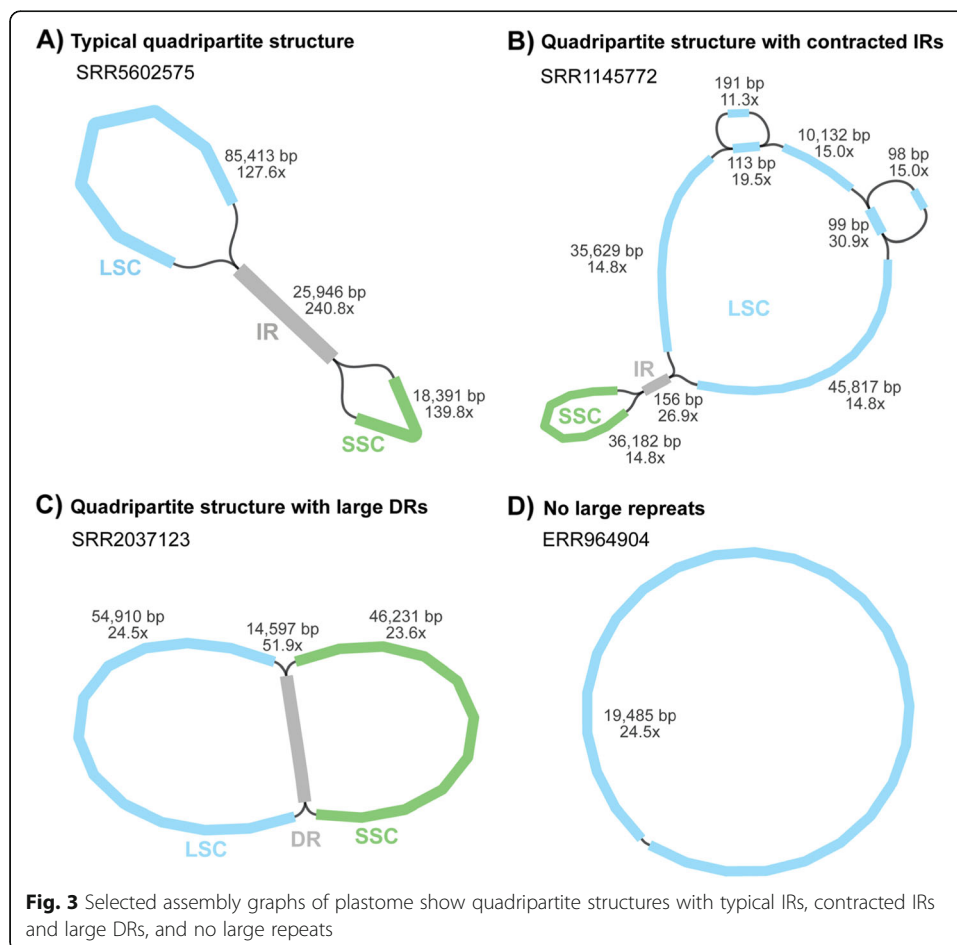 A) Typical quadripartite structure
SRR5602575
85,413 bp
127.6x
LSC
25,946 bp
240.8x
IR
18,391 bp
139.8x
SSC
B) Quadripartite structure with contracted IRs
SRR1145772
191 bp
11.3x
10,132 bp
15.0x
113 bp
19.5x
98 bp
15.0x
99 bp
30.9x
35,629 bp
14.8x
LSC
IR
156 bp
26.9x
45,817 bp
14.8x
SSC
36,182 bp
14.8x
C) Quadripartite structure with large DRs
SRR2037123
54,910 bp
24.5x
14,597 bp
51.9x
46,231 bp
23.6x
LSC
DR
SSC
D) No large repreats
ERR964904
19,485 bp
24.5x
Fig. 3 Selected assembly graphs of plastome show quadripartite structures with typical IRs, contracted IRs
and large DRs, and no large repeats